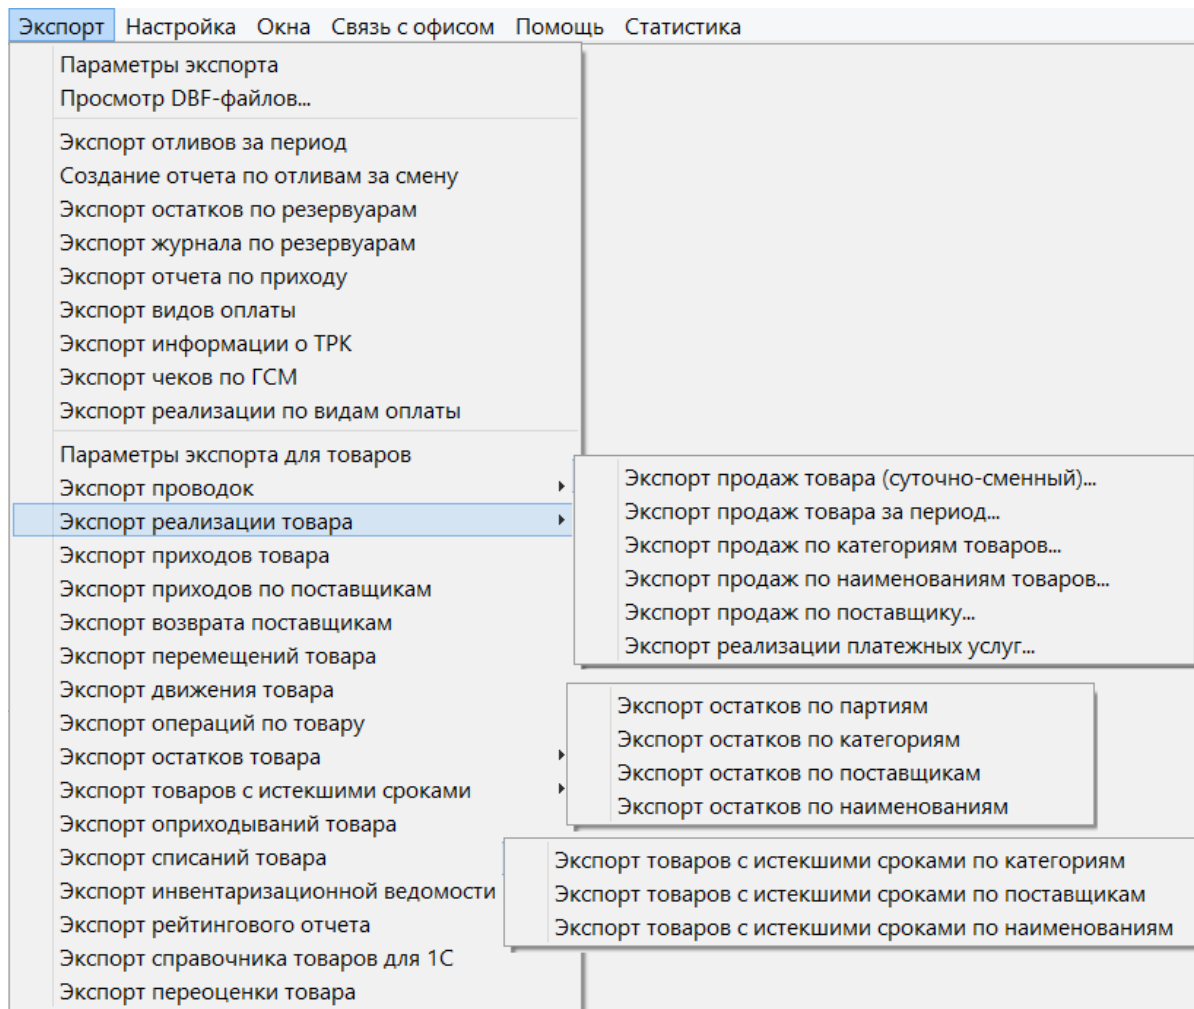 Экспорт Настройка Окна Связь с офисом Помощь Статистика
Параметры экспорта
Просмотр DBF-файлов...
Экспорт отливов за период
Создание отчета по отливам за смену
Экспорт остатков по резервуарам
Экспорт журнала по резервуарам
Экспорт отчета по приходу
Экспорт видов оплаты
Экспорт информации о ТРК
Экспорт чеков по ГСМ
Экспорт реализации по видам оплаты
Параметры экспорта для товаров
Экспорт проводок
Экспорт реализации товара
Экспорт приходов товара
Экспорт приходов по поставщикам
Экспорт возврата поставщикам
Экспорт перемещений товара
Экспорт движения товара
Экспорт операций по товару
Экспорт остатков товара
Экспорт товаров с истекшими сроками
Экспорт оприходываний товара
Экспорт списаний товара
Экспорт инвентаризационной ведомости
Экспорт рейтингового отчета
Экспорт справочника товаров для 1С
Экспорт переоценки товара
Экспорт продаж товара (суточно-сменный)...
Экспорт продаж товара за период...
Экспорт продаж по категориям товаров...
Экспорт продаж по наименованиям товаров...
Экспорт продаж по поставщику...
Экспорт реализации платежных услуг...
Экспорт остатков по партиям
Экспорт остатков по категориям
Экспорт остатков по поставщикам
Экспорт остатков по наименованиям
Экспорт товаров с истекшими сроками по категориям
Экспорт товаров с истекшими сроками по поставщикам
Экспорт товаров с истекшими сроками по наименованиям